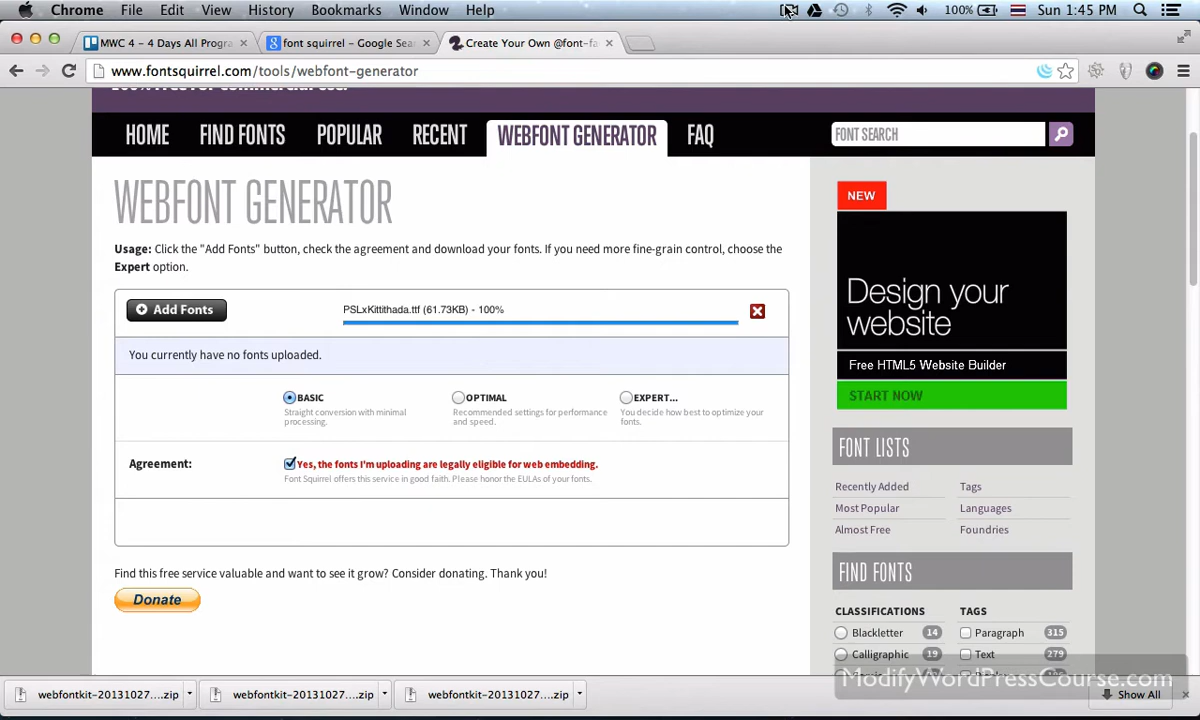 Chrome File Edit View History Bookmarks Window Help
100% Sun 1:45 PM
MWC 4 – 4 Days All Progra
font squirrel – Google Sea
Create Your Own @font-fa
www.fontsquirrel.com/tools/webfont-generator
HOME FIND FONTS POPULAR RECENT WEBFONT GENERATOR FAQ
FONT SEARCH
WEBFONT GENERATOR
Usage: Click the "Add Fonts" button, check the agreement and download your fonts. If you need more fine-grain control, choose the
Expert option.
Add Fonts
PSLxKittithada.ttf (61.73KB) - 100%
You currently have no fonts uploaded.
BASIC
Straight conversion with minimal
processing.
OPTIMAL
Recommended settings for performance
and speed.
EXPERT...
You decide how best to optimize your
fonts.
Agreement:
Yes, the fonts I'm uploading are legally eligible for web embedding.
Font Squirrel offers this service in good faith. Please honor the EULAs of your fonts.
Find this free service valuable and want to see it grow? Consider donating. Thank you!
Donate
NEW
Design your
website
Free HTML5 Website Builder
START NOW
FONT LISTS
Recently Added Tags
Most Popular Languages
Almost Free Foundries
FIND FONTS
CLASSIFICATIONS TAGS
Blackletter 14 Paragraph 315
Calligraphic 19 Text 279
ModifyWordPressCourse.com
webfontkit-20131027....zip
webfontkit-20131027....zip
webfontkit-20131027....zip
Show All